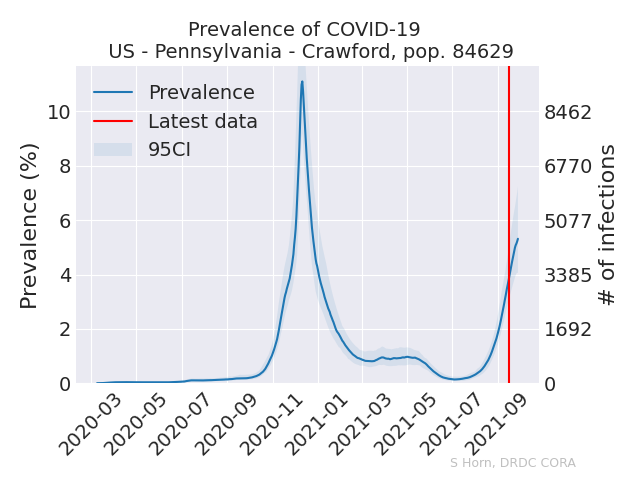 Prevalence of COVID-19
US - Pennsylvania - Crawford, pop. 84629
Prevalence
Latest data
95CI
Prevalence (%)
10
8
6
4
2
0
8462
6770
5077
3385
1692
0
# of infections
2020-03
2020-05
2020-07
2020-09
2020-11
2021-01
2021-03
2021-05
2021-07
2021-09
S Horn, DRDC CORA